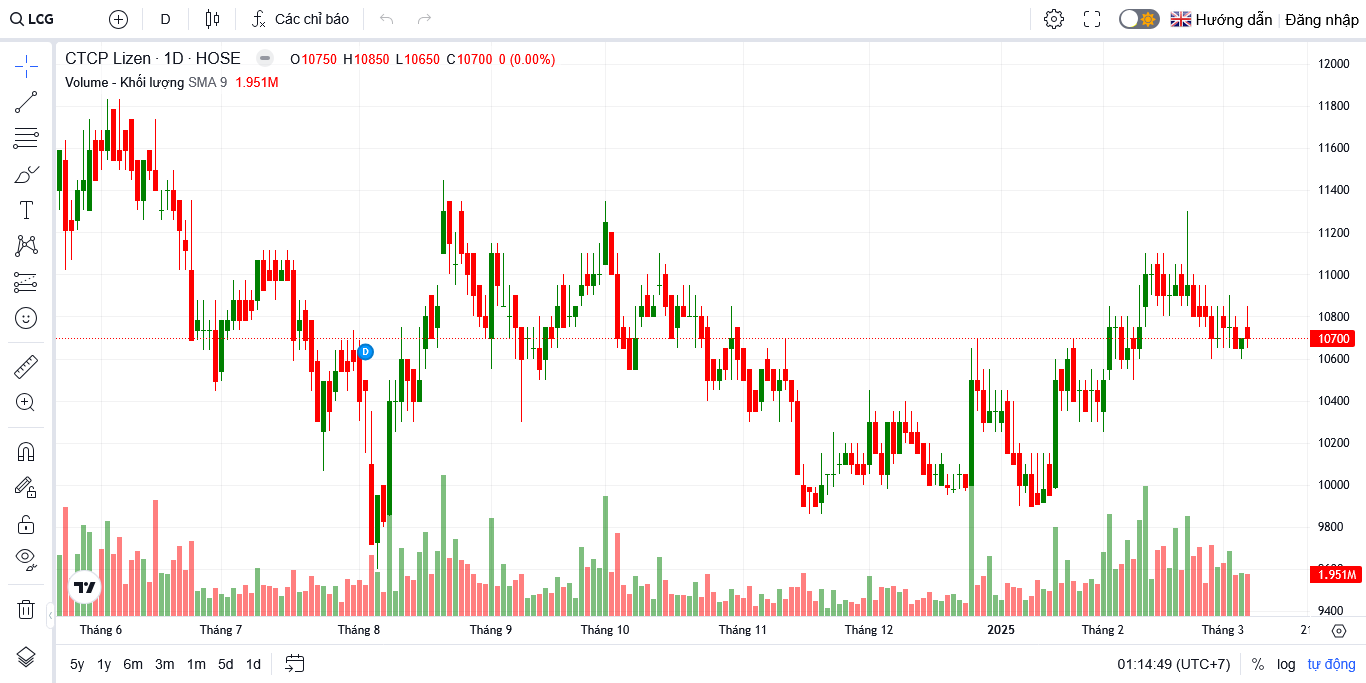 LCG D Các chỉ báo Hướng dẫn Đăng nhập
CTCP Lizen · 1D · HOSE O10750 H10850 L10650 C10700 0 (0.00%)
Volume - Khối lượng SMA 9 1.951M
12000
11800
11600
11400
11200
11000
10800
10700
10600
10400
10200
10000
9800
1.951M
9400
D
Tháng 6 Tháng 7 Tháng 8 Tháng 9 Tháng 10 Tháng 11 Tháng 12 2025 Tháng 2 Tháng 3
5y 1y 6m 3m 1m 5d 1d 01:14:49 (UTC+7) % log tự động